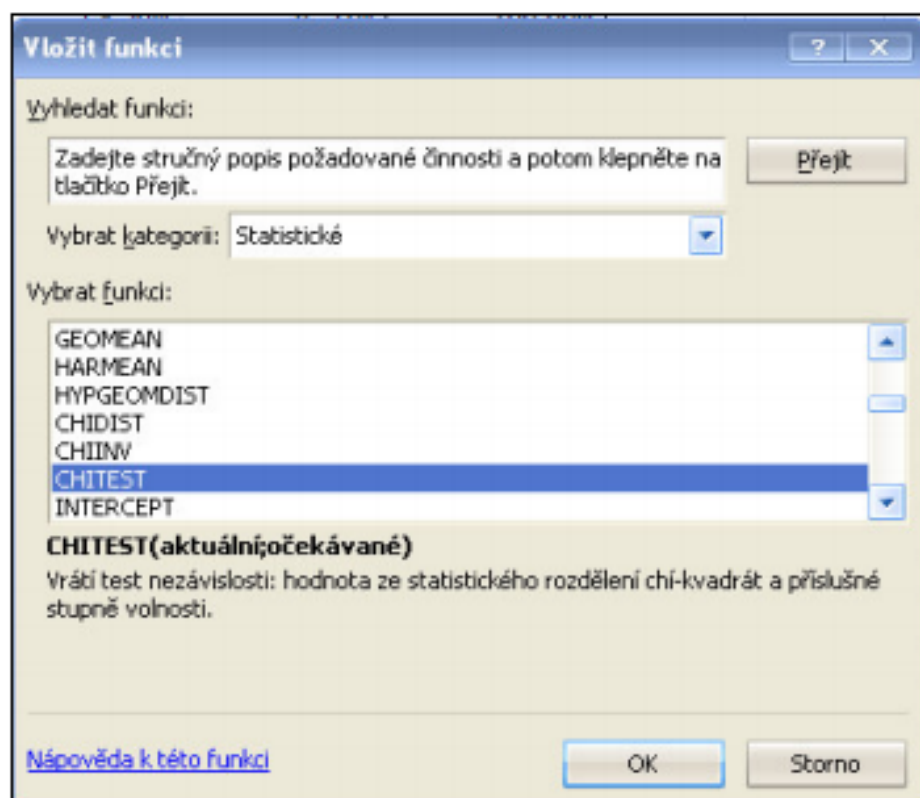 Vložit funkci
Vyhledat funkci:
Zadejte stručný popis požadované činnosti a potom klepněte na
tlačítko Přejít.
Přejít
Vybrat kategorii: Statistické
Vybrat funkci:
GEOMEAN
HARMEAN
HYPGEOMDIST
CHIDIST
CHIINV
CHITEST
INTERCEPT
CHITEST(aktuální;očekávané)
Vrátí test nezávislosti: hodnota ze statistického rozdělení chí-kvadrát a příslušné
stupně volnosti.
Nápověda k této funkci
OK
Storno